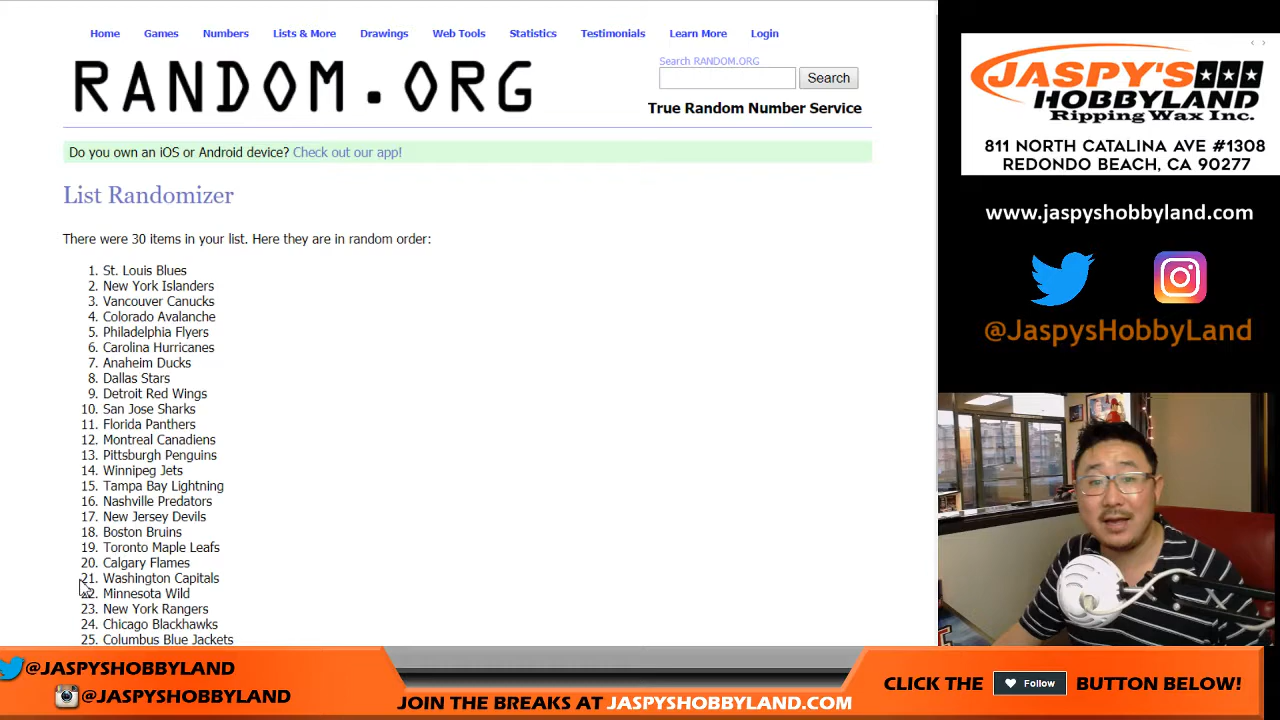 Home Games Numbers Lists & More Drawings Web Tools Statistics Testimonials Learn More Login
RANDOM.ORG
Search RANDOM.ORG
Search
True Random Number Service
Do you own an iOS or Android device? Check out our app!
List Randomizer
There were 30 items in your list. Here they are in random order:
1. St. Louis Blues
2. New York Islanders
3. Vancouver Canucks
4. Colorado Avalanche
5. Philadelphia Flyers
6. Carolina Hurricanes
7. Anaheim Ducks
8. Dallas Stars
9. Detroit Red Wings
10. San Jose Sharks
11. Florida Panthers
12. Montreal Canadiens
13. Pittsburgh Penguins
14. Winnipeg Jets
15. Tampa Bay Lightning
16. Nashville Predators
17. New Jersey Devils
18. Boston Bruins
19. Toronto Maple Leafs
20. Calgary Flames
21. Washington Capitals
22. Minnesota Wild
23. New York Rangers
24. Chicago Blackhawks
25. Columbus Blue Jackets
JASPY'S
HOBBYLAND
Ripping Wax Inc.
811 NORTH CATALINA AVE #1308
REDONDO BEACH, CA 90277
www.jaspyshobbyland.com
@JaspysHobbyLand
@JASPYSHOBBYLAND
@JASPYSHOBBYLAND
JOIN THE BREAKS AT JASPYSHOBBYLAND.COM
CLICK THE Follow BUTTON BELOW!